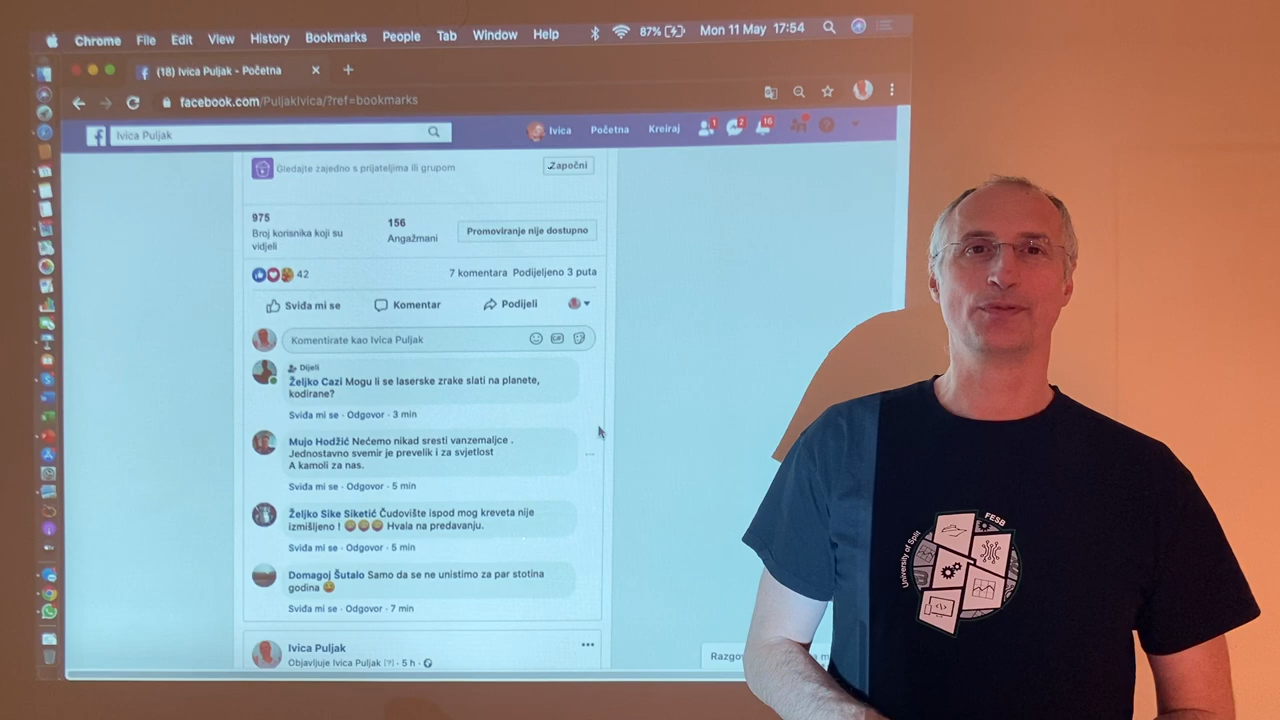 Chrome File Edit View History Bookmarks People Tab Window Help 87% Mon 11 May 17:54
(18) Ivica Puljak - Početna
facebook.com/PuljakIvica/?ref=bookmarks
Ivica Puljak
Ivica Početna Kreiraj 1 2 16
Gledajte zajedno s prijateljima ili grupom
Započni
975
Broj korisnika koji su
vidjeli
156
Angažmani
Promoviranje nije dostupno
42
7 komentara Podijeljeno 3 puta
Sviđa mi se Komentar Podijeli
Komentirate kao Ivica Puljak
GIF
Dijeli
Željko Cazi Mogu li se laserske zrake slati na planete,
kodirane?
Sviđa mi se · Odgovor · 3 min
Mujo Hodžić Nećemo nikad sresti vanzemaljce .
Jednostavno svemir je prevelik i za svjetlost
A kamoli za nas.
Sviđa mi se · Odgovor · 5 min
Željko Sike Siketić Čudovište ispod mog kreveta nije
izmišljeno ! Hvala na predavanju.
Sviđa mi se · Odgovor · 5 min
Domagoj Šutalo Samo da se ne unistimo za par stotina
godina
Sviđa mi se · Odgovor · 7 min
Ivica Puljak
Objavljuje Ivica Puljak [?] · 5 h ·
University of Split
FESB